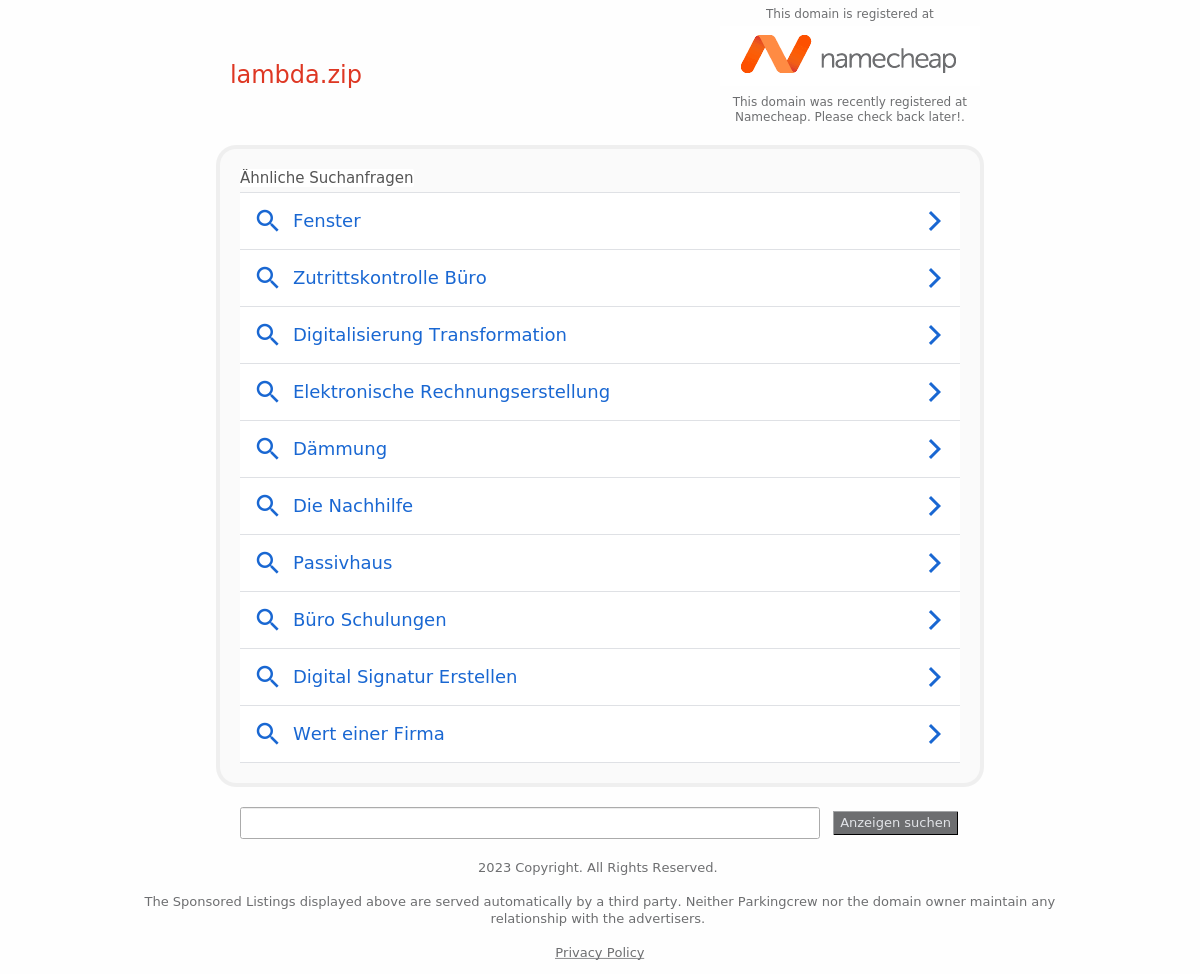 This domain is registered at
namecheap
lambda.zip
This domain was recently registered at
Namecheap. Please check back later!.
Ähnliche Suchanfragen
Fenster
Zutrittskontrolle Büro
Digitalisierung Transformation
Elektronische Rechnungserstellung
Dämmung
Die Nachhilfe
Passivhaus
Büro Schulungen
Digital Signatur Erstellen
Wert einer Firma
Anzeigen suchen
2023 Copyright. All Rights Reserved.
The Sponsored Listings displayed above are served automatically by a third party. Neither Parkingcrew nor the domain owner maintain any
relationship with the advertisers.
Privacy Policy